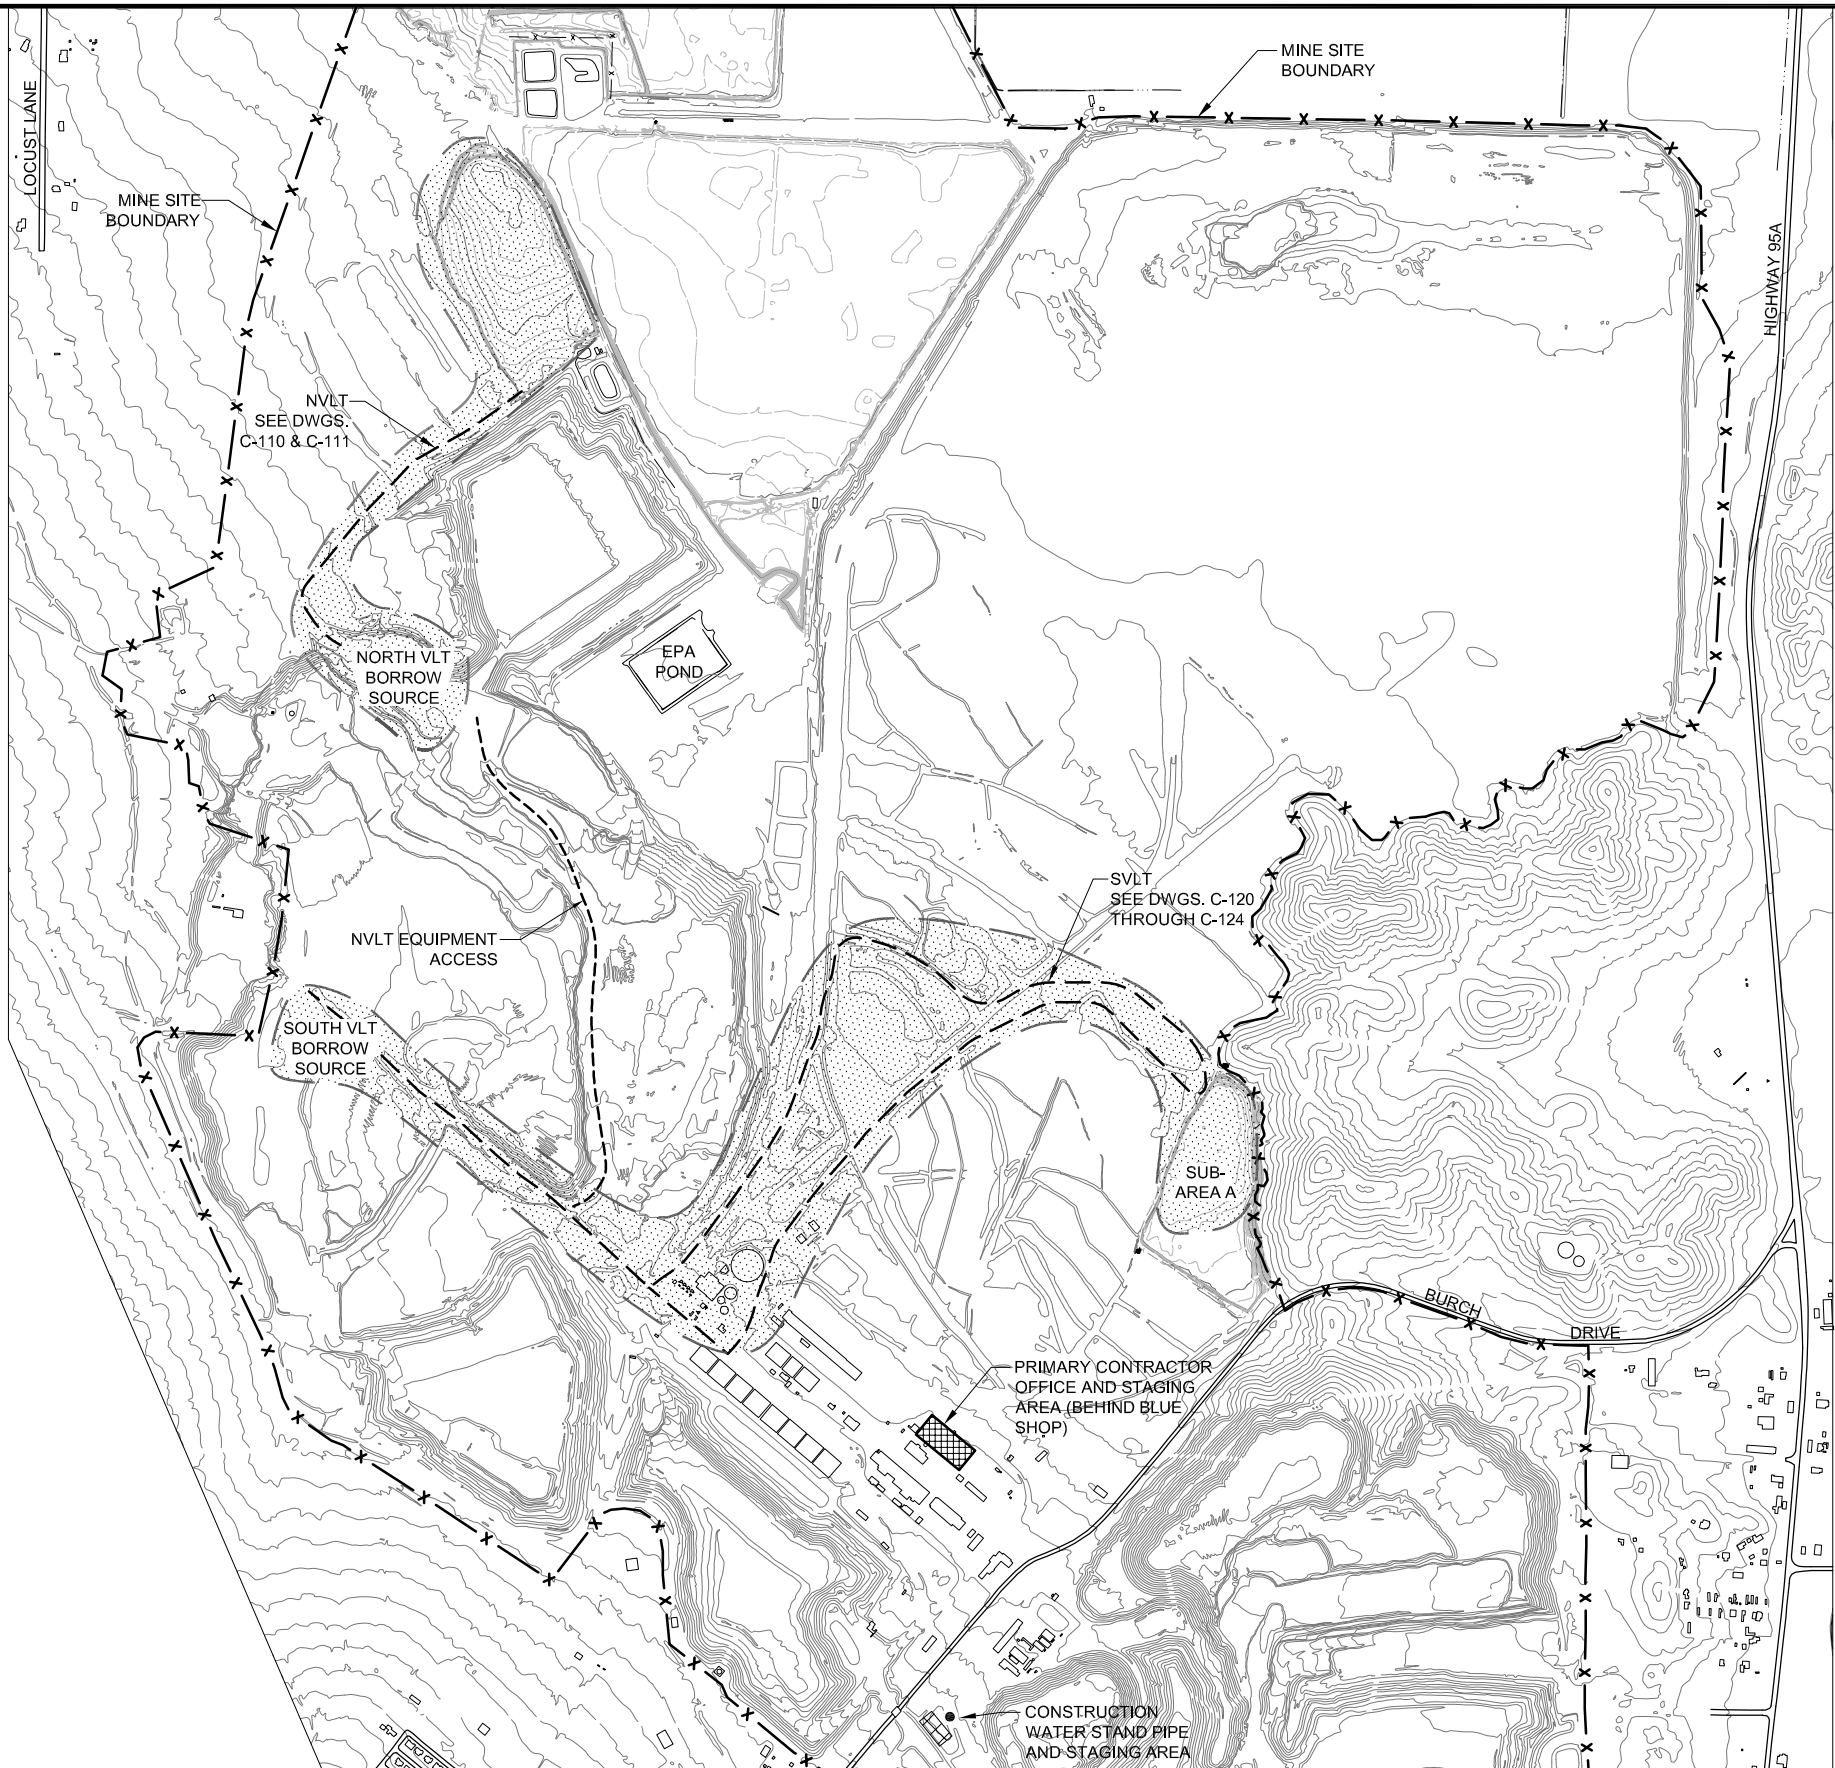 MINE SITE
BOUNDARY
LOCUST LANE
MINE SITE
BOUNDARY
HIGHWAY 95A
NVLT
SEE DWGS.
C-110 & C-111
NORTH VLT
BORROW
SOURCE
EPA
POND
SVLT
SEE DWGS. C-120
THROUGH C-124
NVLT EQUIPMENT
ACCESS
SOUTH VLT
BORROW
SOURCE
SUB-
AREA A
BURCH
DRIVE
PRIMARY CONTRACTOR
OFFICE AND STAGING
AREA (BEHIND BLUE
SHOP)
CONSTRUCTION
WATER STAND PIPE
AND STAGING AREA